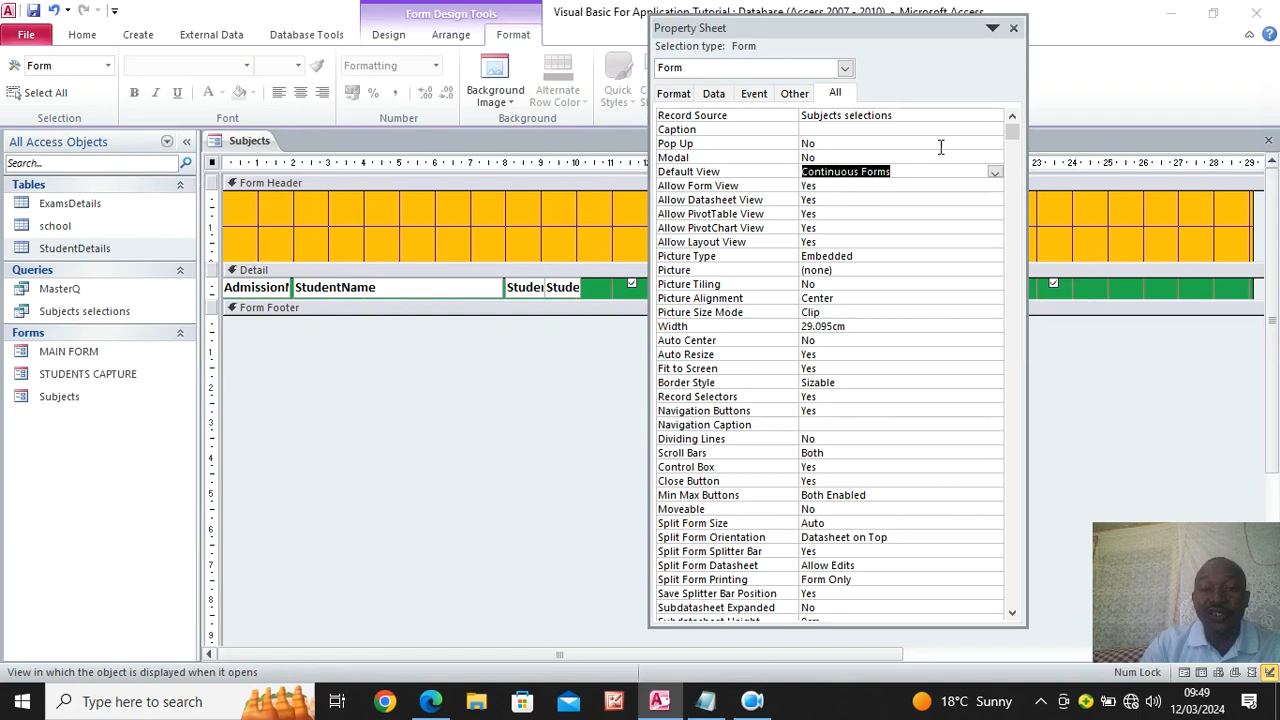 Form Design Tools
Visual Basic For Application Tutorial : Database (Access 2007 - 2010) - Microsoft Access
File Home Create External Data Database Tools Design Arrange Format
Form
Select All
Selection
B I U
Font
Formatting
Number
Background Image
Alternate Row Color
Background
Quick Styles
All Access Objects
Search...
Tables
ExamsDetails
school
StudentDetails
Queries
MasterQ
Subjects selections
Forms
MAIN FORM
STUDENTS CAPTURE
Subjects
Subjects
Form Header
Detail
StudentName
Form Footer
Property Sheet
Selection type: Form
Form
Format Data Event Other All
Record Source Subjects selections
Caption
Pop Up No
Modal No
Default View Continuous Forms
Allow Form View Yes
Allow Datasheet View Yes
Allow PivotTable View Yes
Allow PivotChart View Yes
Allow Layout View Yes
Picture Type Embedded
Picture (none)
Picture Tiling No
Picture Alignment Center
Picture Size Mode Clip
Width 29.095cm
Auto Center No
Auto Resize Yes
Fit to Screen Yes
Border Style Sizable
Record Selectors Yes
Navigation Buttons Yes
Navigation Caption
Dividing Lines No
Scroll Bars Both
Control Box Yes
Close Button Yes
Min Max Buttons Both Enabled
Moveable No
Split Form Size Auto
Split Form Orientation Datasheet on Top
Split Form Splitter Bar Yes
Split Form Datasheet Allow Edits
Split Form Printing Form Only
Save Splitter Bar Position Yes
Subdatasheet Expanded No
View in which the object is displayed when it opens
Num Lock
Type here to search
18°C Sunny
09:49
12/03/2024